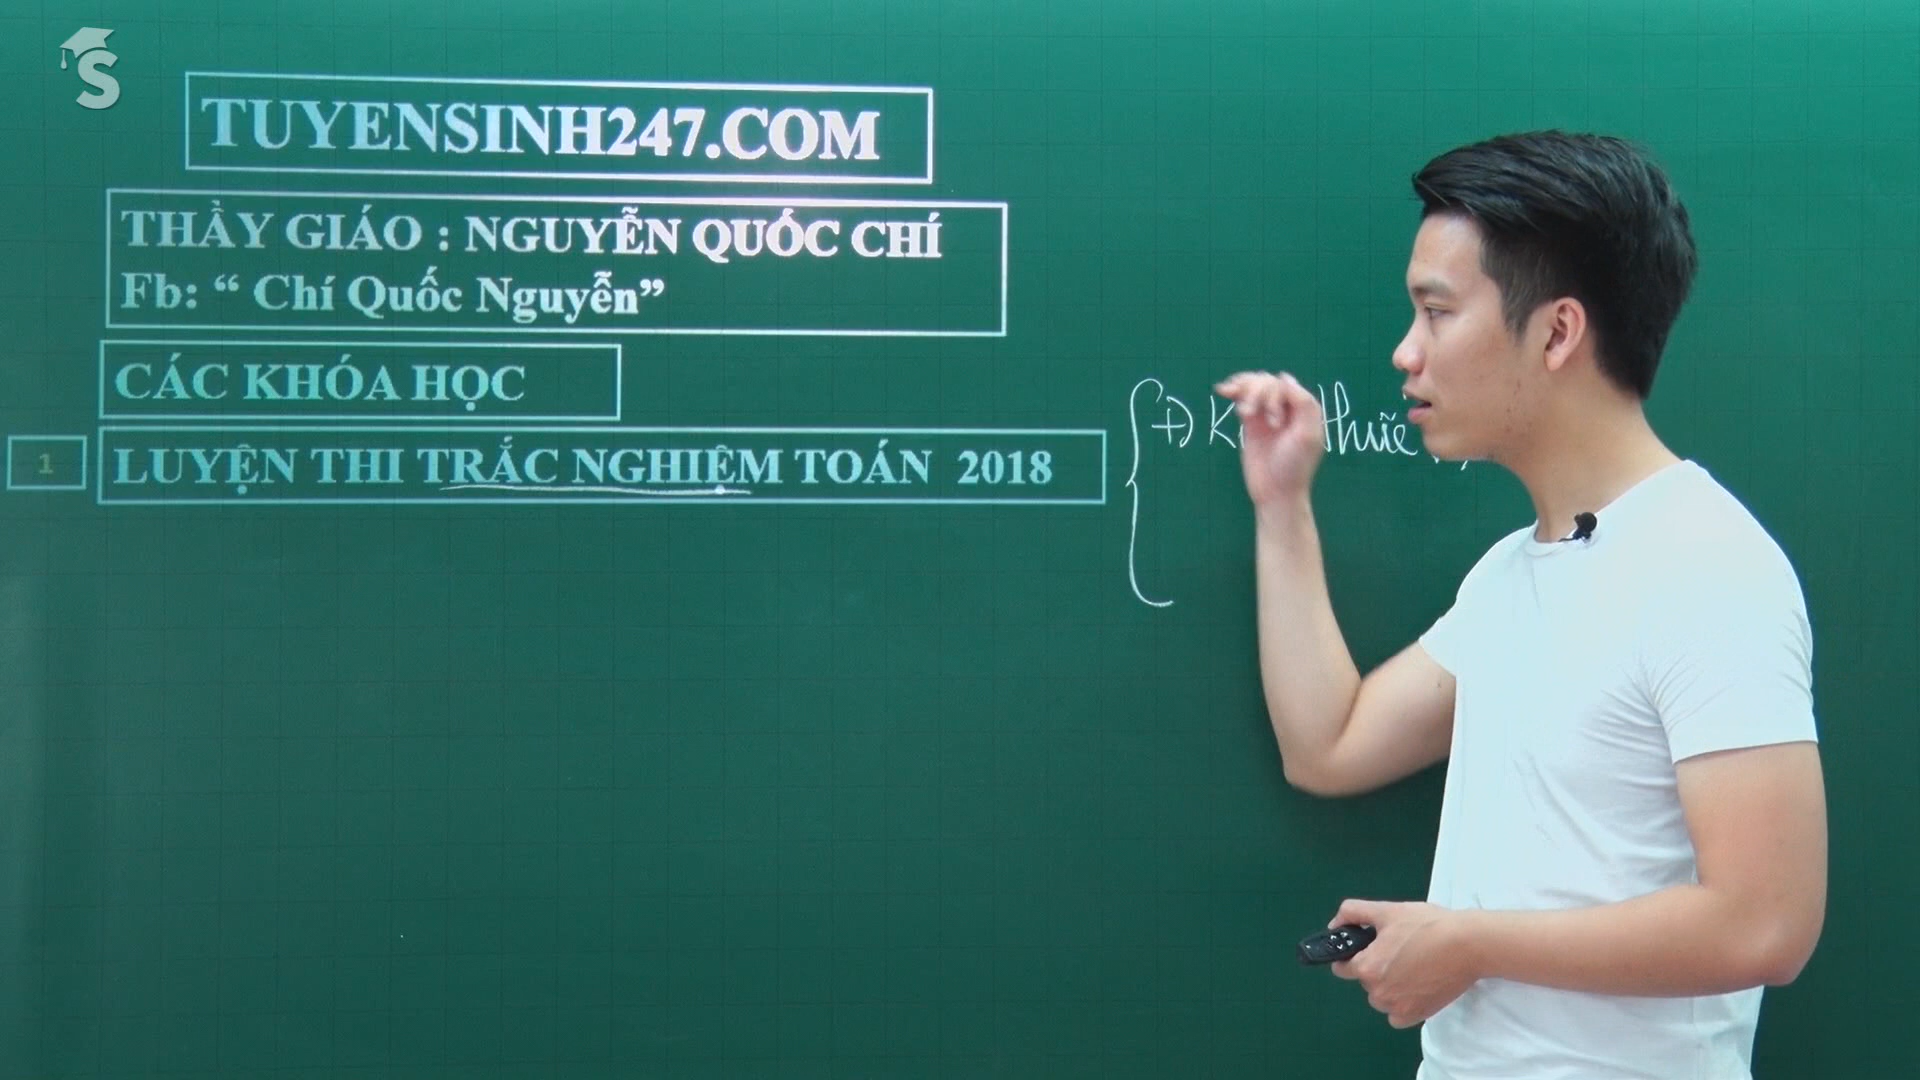 S
TUYENSINH247.COM
THẦY GIÁO : NGUYỄN QUỐC CHÍ
Fb: “ Chí Quốc Nguyễn”
CÁC KHÓA HỌC
1
LUYỆN THI TRẮC NGHIỆM TOÁN 2018